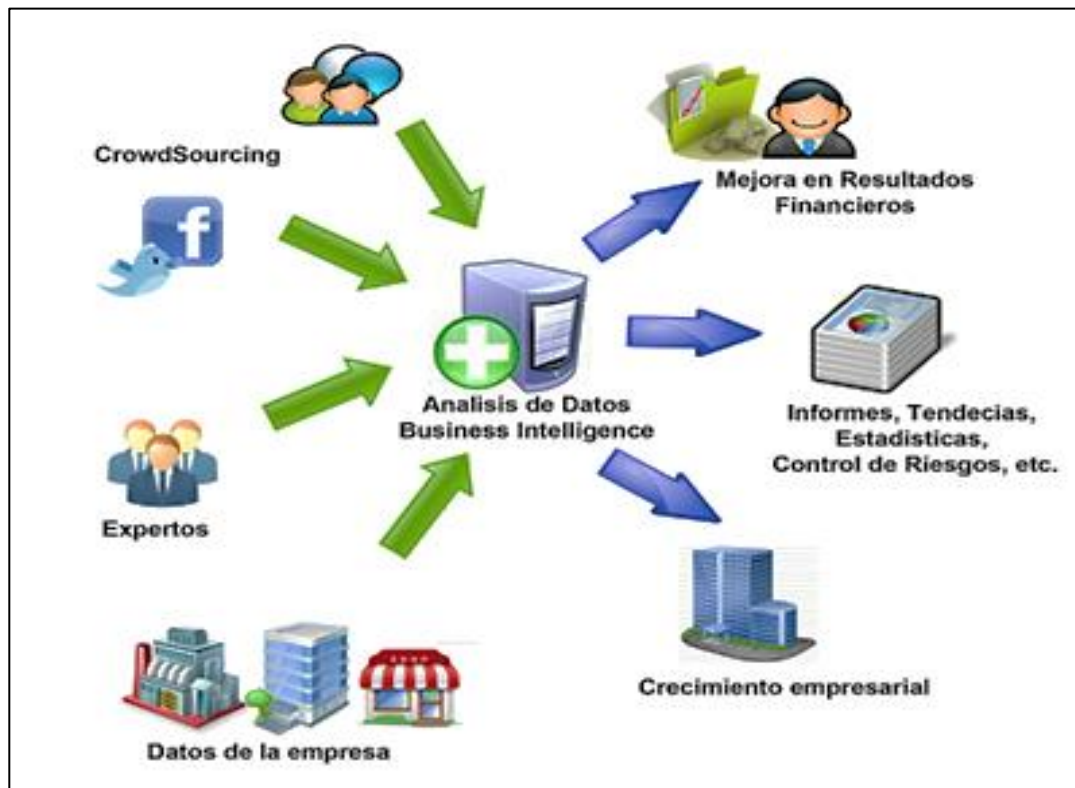 CrowdSourcing
f
Mejora en Resultados
Financieros
Analisis de Datos
Business Intelligence
Informes, Tendecias,
Estadisticas,
Control de Riesgos, etc.
Expertos
Crecimiento empresarial
Datos de la empresa